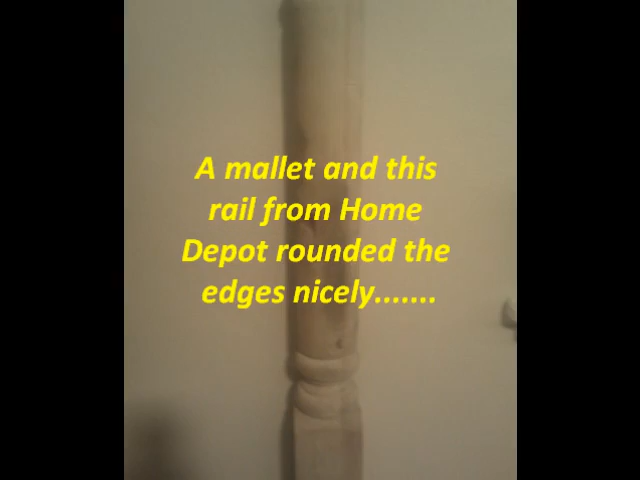 A mallet and this
rail from Home
Depot rounded the
edges nicely.......